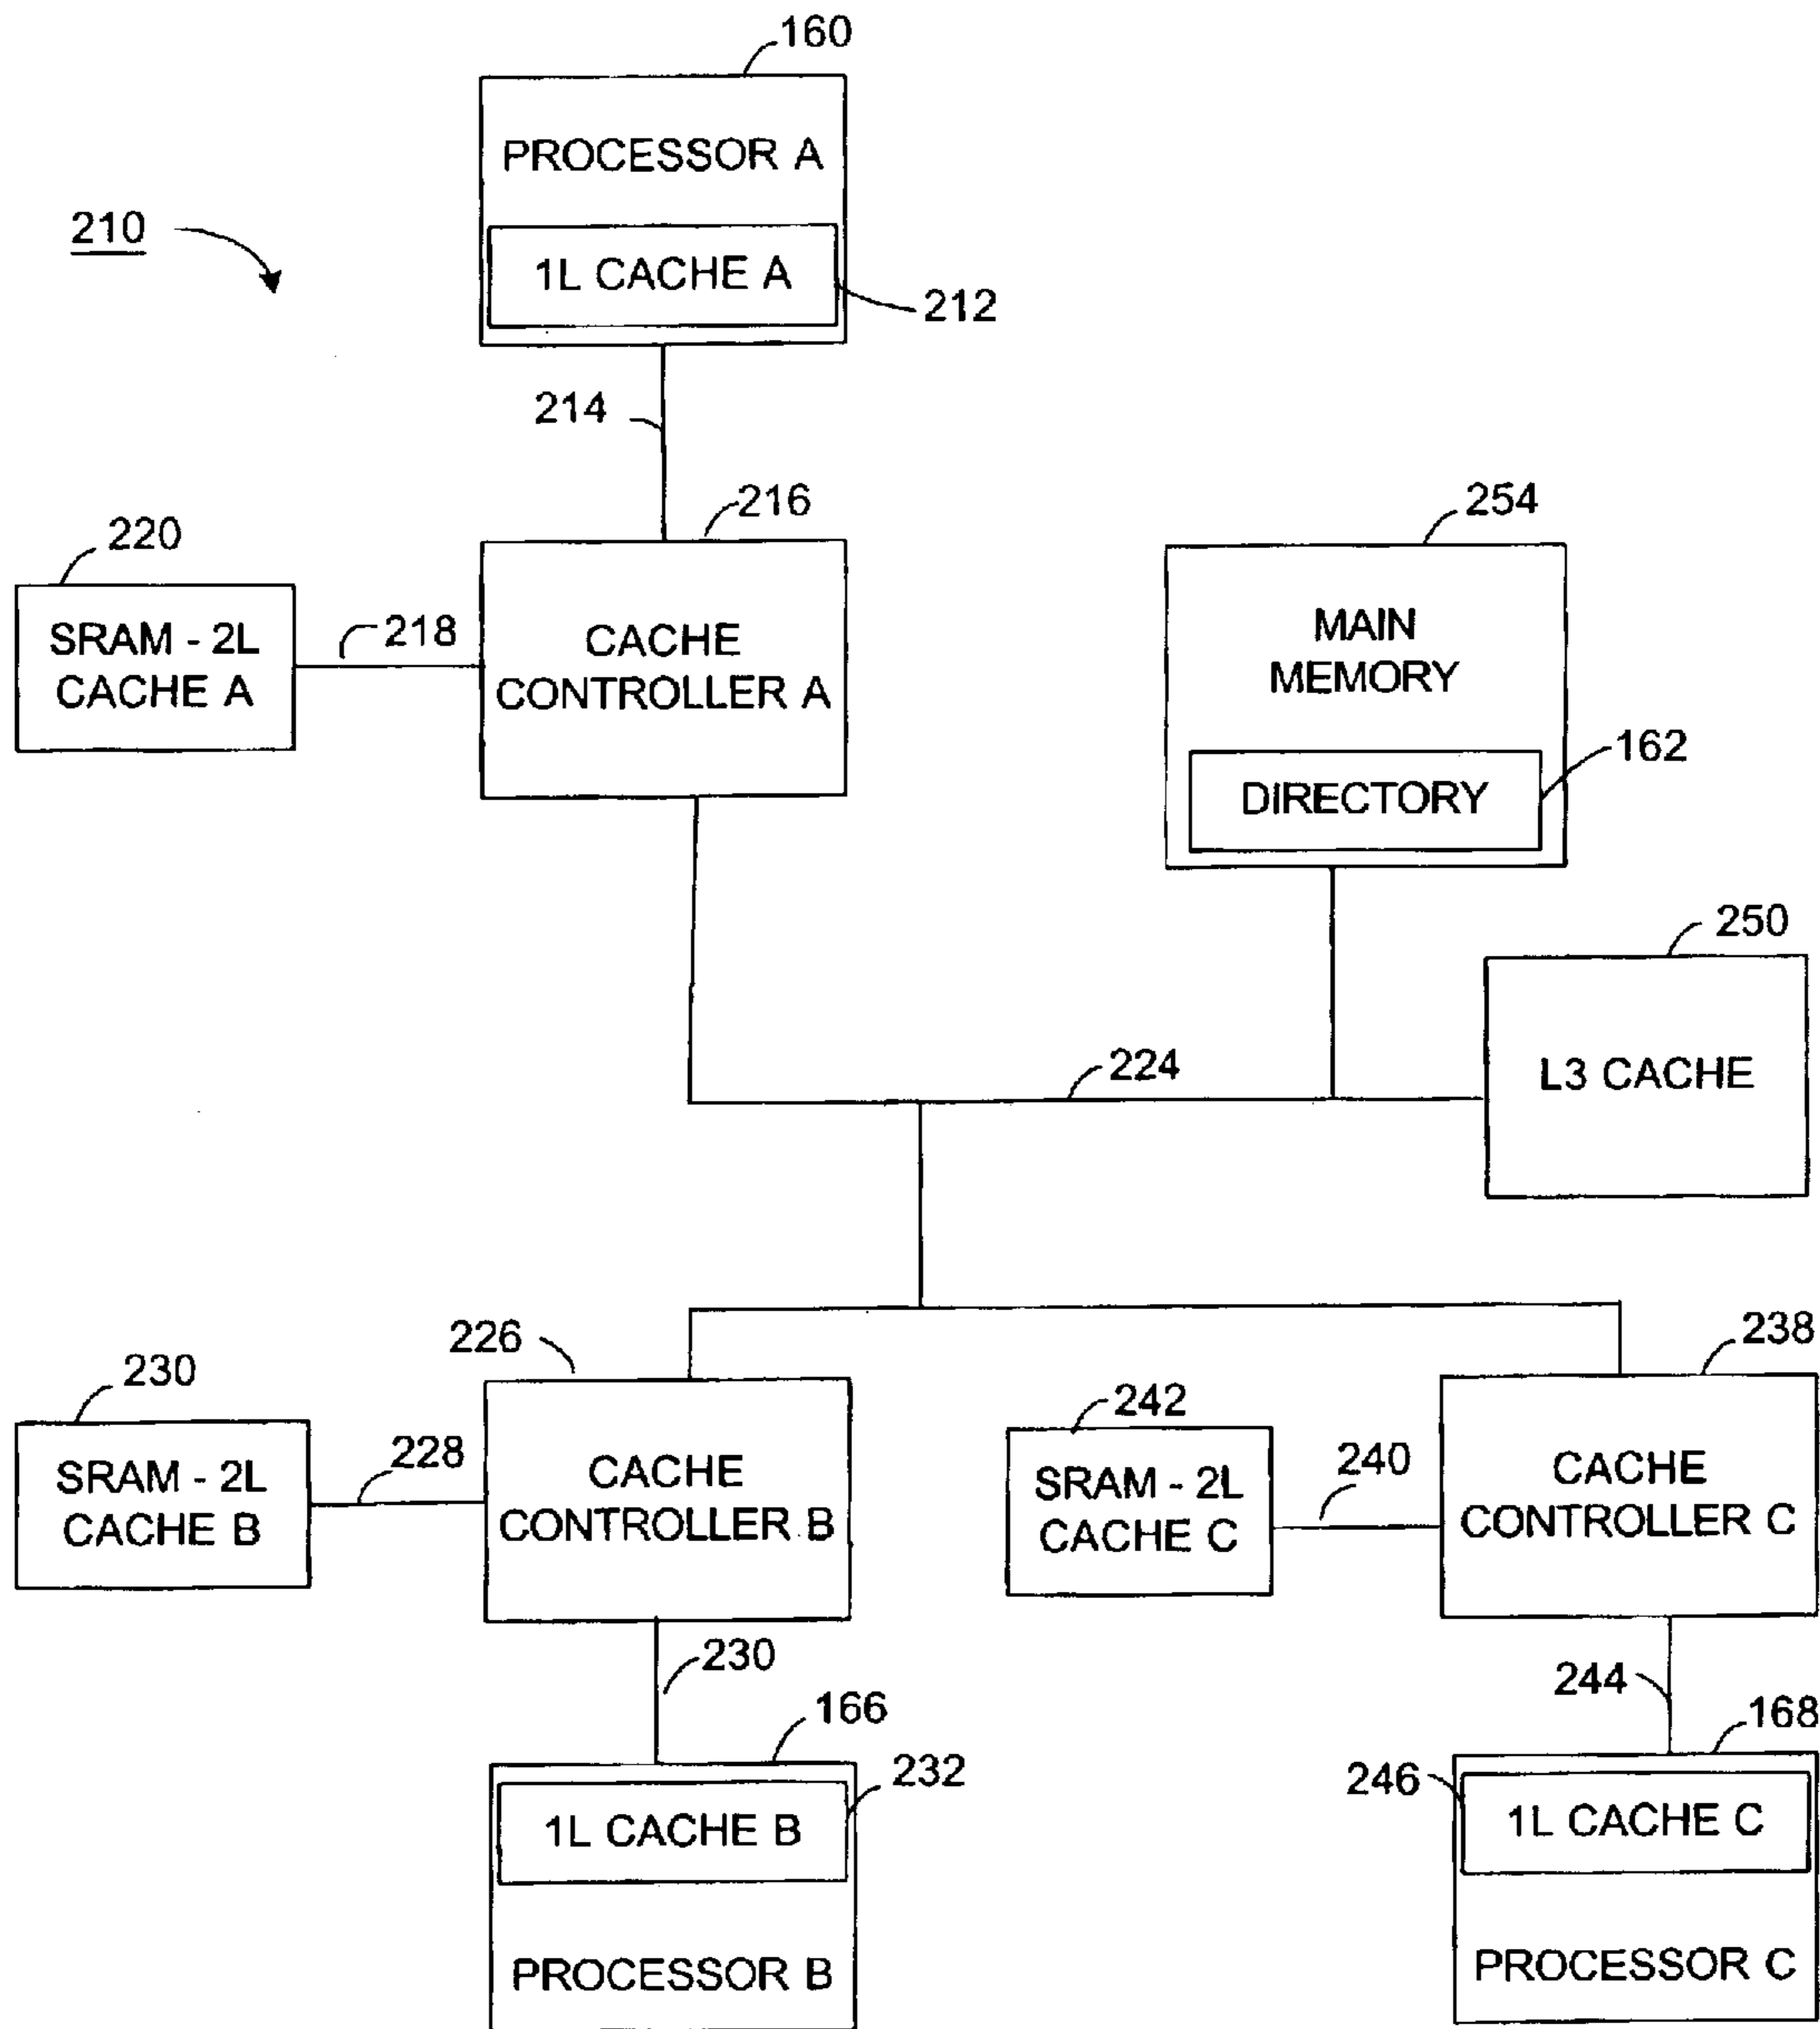 160
PROCESSOR A
210
1L CACHE A
212
214
216
254
220
SRAM - 2L
CACHE A
218
CACHE
CONTROLLER A
MAIN
MEMORY
162
DIRECTORY
250
L3 CACHE
224
226
238
230
SRAM - 2L
CACHE B
228
CACHE
CONTROLLER B
242
SRAM - 2L
CACHE C
240
CACHE
CONTROLLER C
230
244
166
168
232
1L CACHE B
PROCESSOR B
246
1L CACHE C
PROCESSOR C